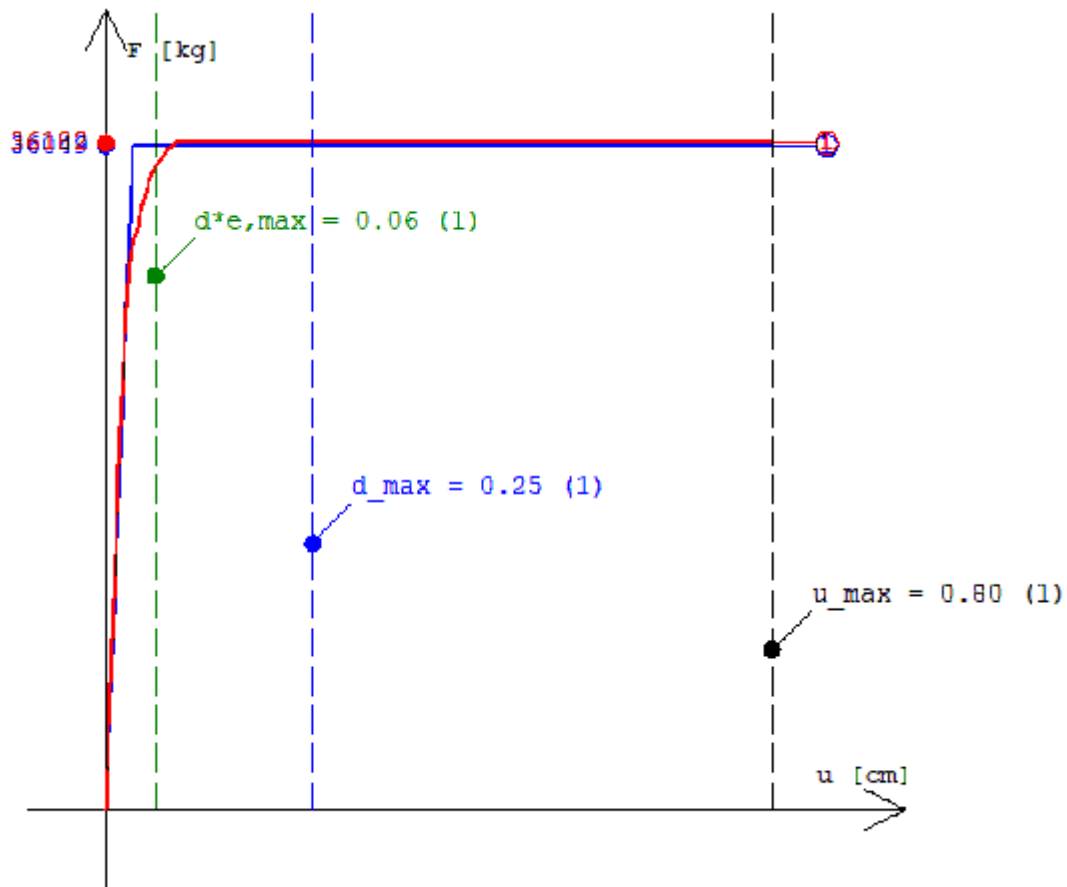 F [kg]
d*e,max = 0.06 (1)
d_max = 0.25 (1)
u_max = 0.80 (1)
u [cm]